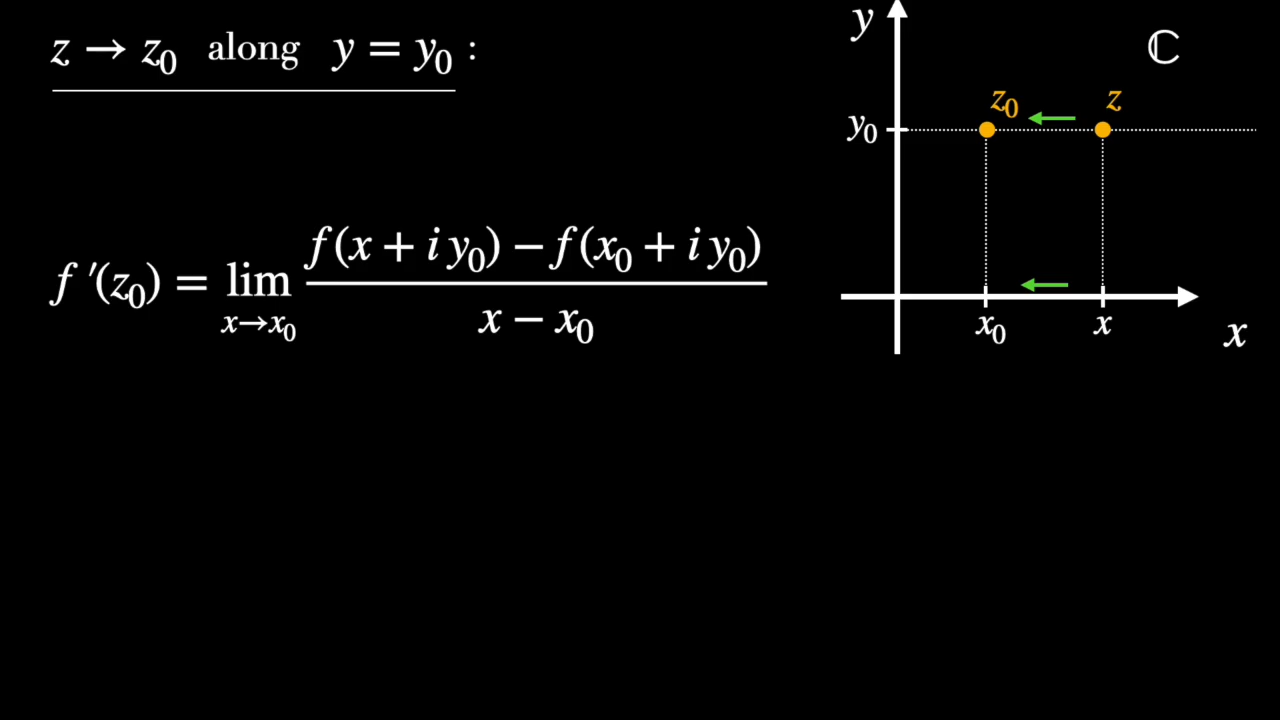 z → z₀ along y = y₀ :
f ′(z₀) = lim x→x₀ f(x + i y₀) − f(x₀ + i y₀)
x − x₀
y
ℂ
z₀ z
y₀
x₀ x
x